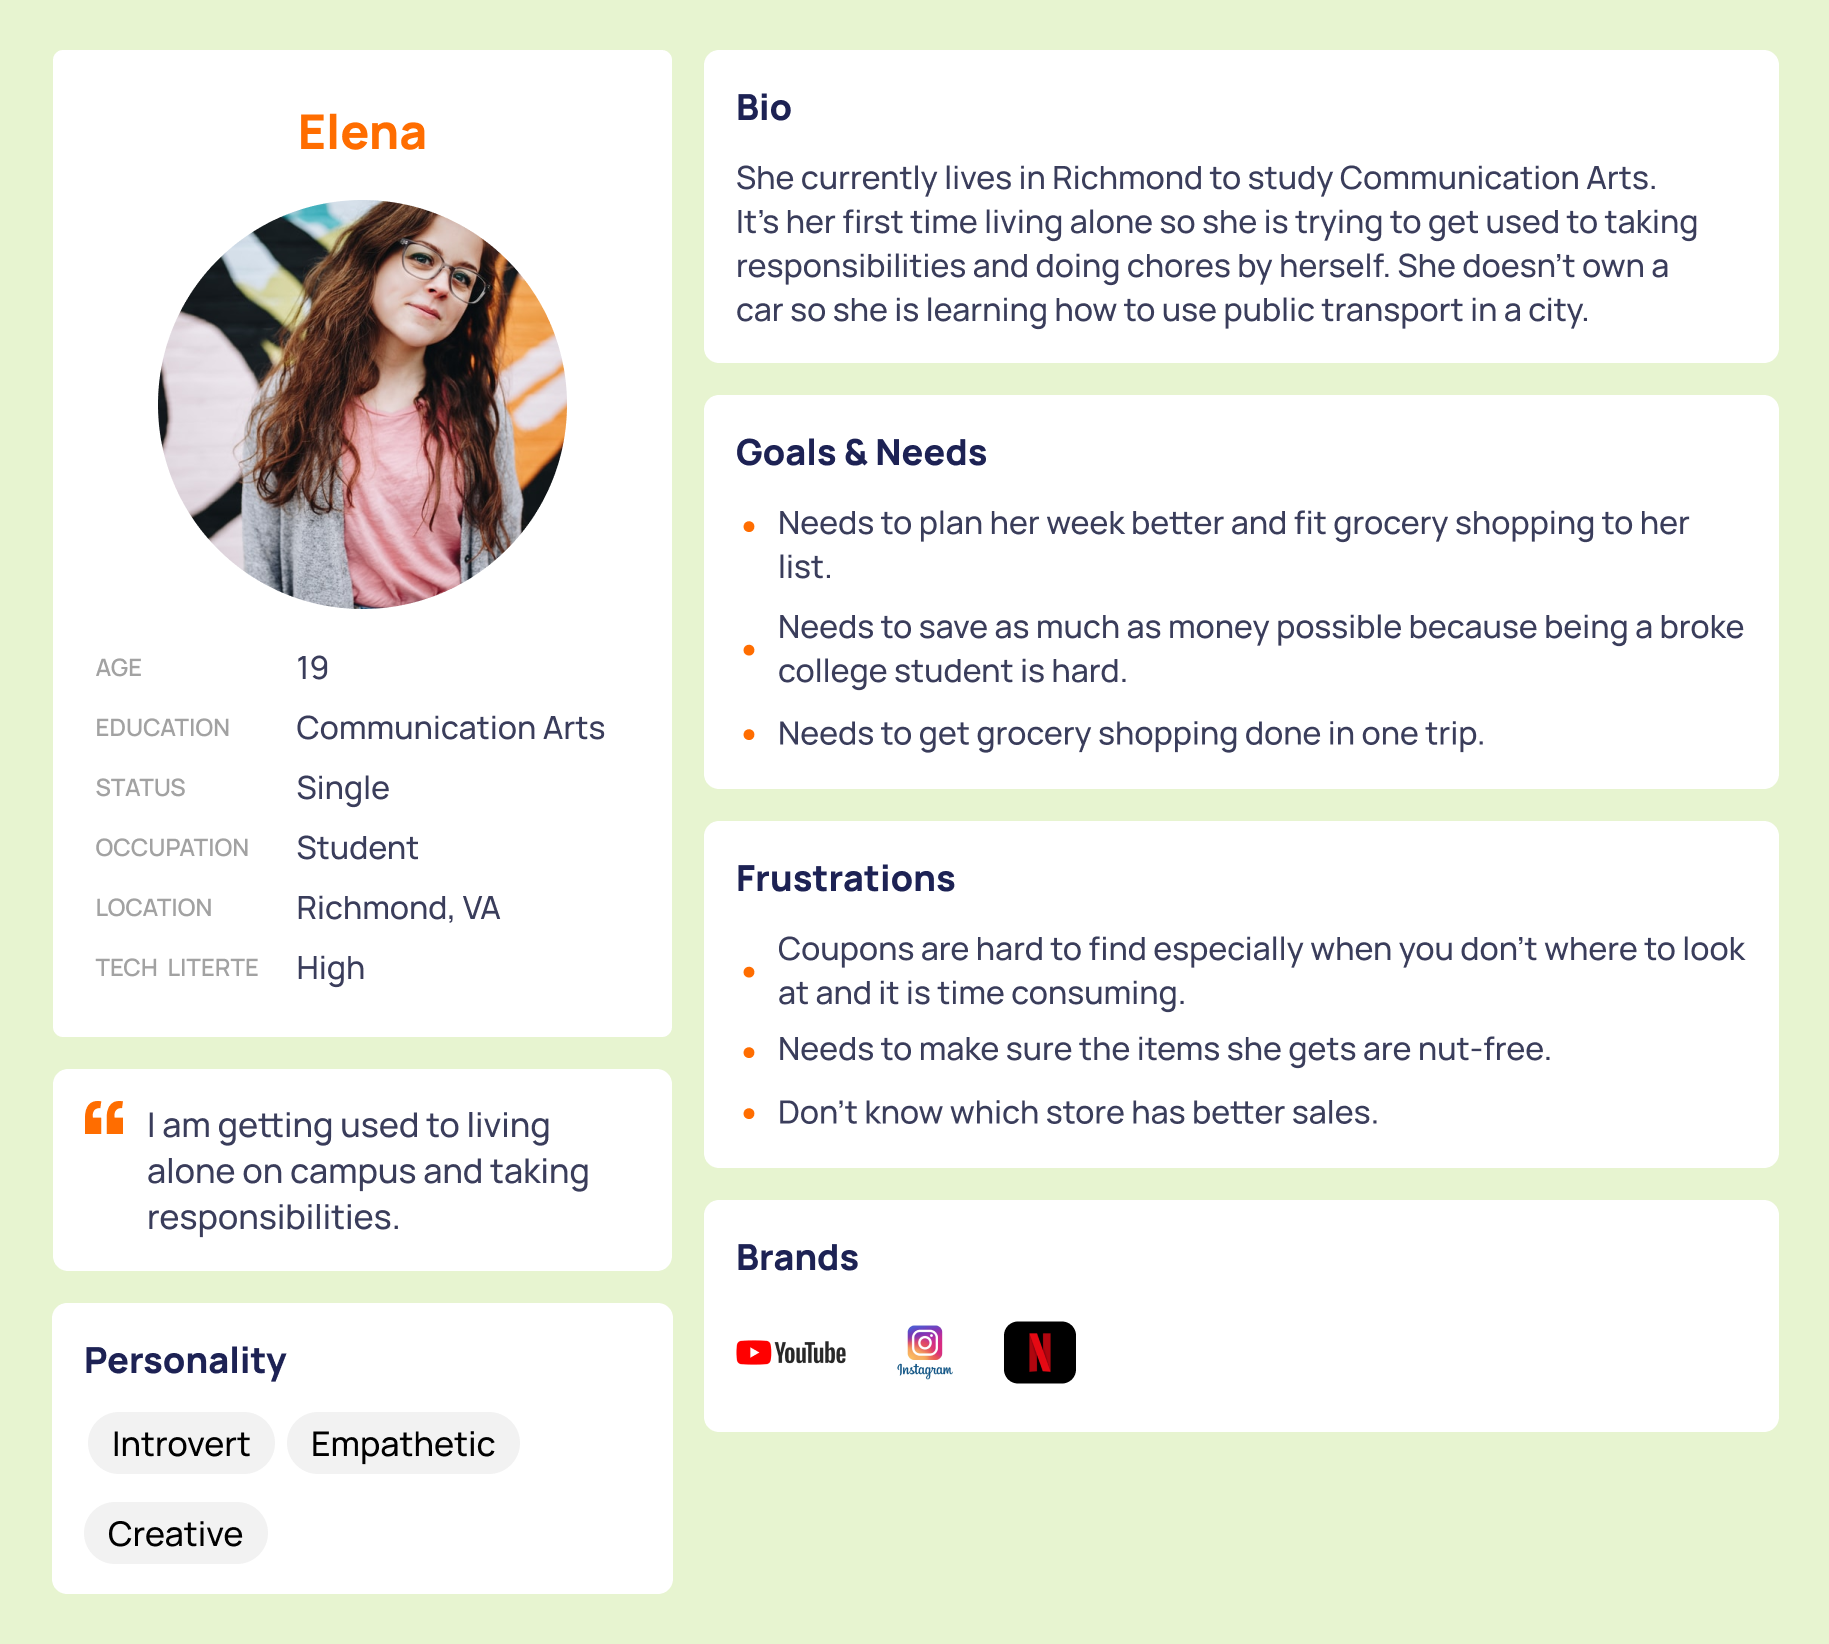 Elena
AGE 19
EDUCATION Communication Arts
STATUS Single
OCCUPATION Student
LOCATION Richmond, VA
TECH LITERTE High
I am getting used to living
alone on campus and taking
responsibilities.
Personality
Introvert Empathetic
Creative
Bio
She currently lives in Richmond to study Communication Arts.
It’s her first time living alone so she is trying to get used to taking
responsibilities and doing chores by herself. She doesn’t own a
car so she is learning how to use public transport in a city.
Goals & Needs
• Needs to plan her week better and fit grocery shopping to her
list.
• Needs to save as much as money possible because being a broke
college student is hard.
• Needs to get grocery shopping done in one trip.
Frustrations
• Coupons are hard to find especially when you don’t where to look
at and it is time consuming.
• Needs to make sure the items she gets are nut-free.
• Don’t know which store has better sales.
Brands
YouTube Instagram N